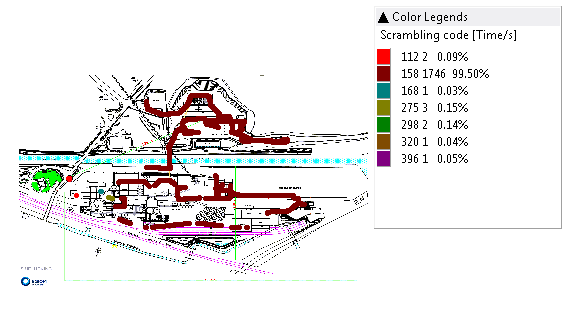 Color Legends
Scrambling code [Time/s]
112 2 0.09%
158 1746 99.50%
168 1 0.03%
275 3 0.15%
298 2 0.14%
320 1 0.04%
396 1 0.05%